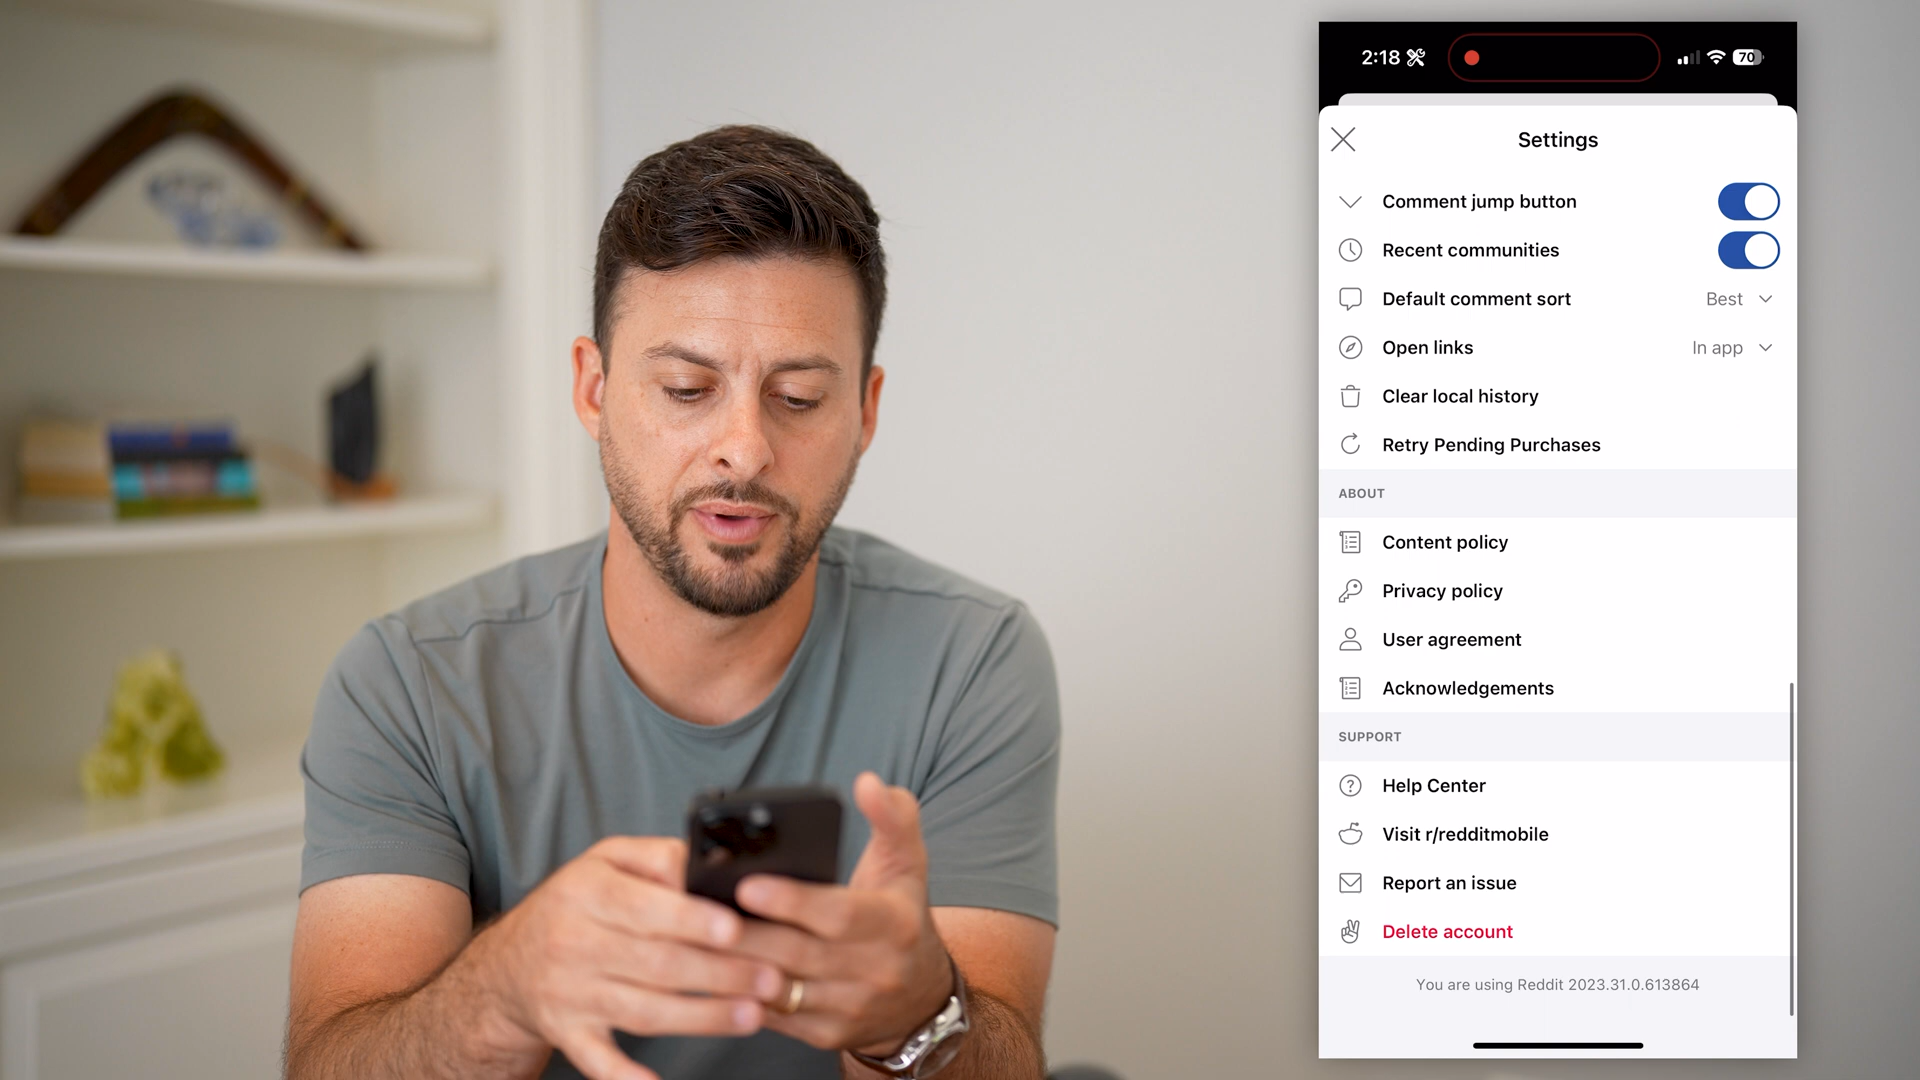 2:18
70
Settings
Comment jump button
Recent communities
Default comment sort Best
Open links In app
Clear local history
Retry Pending Purchases
ABOUT
Content policy
Privacy policy
User agreement
Acknowledgements
SUPPORT
Help Center
Visit r/redditmobile
Report an issue
Delete account
You are using Reddit 2023.31.0.613864